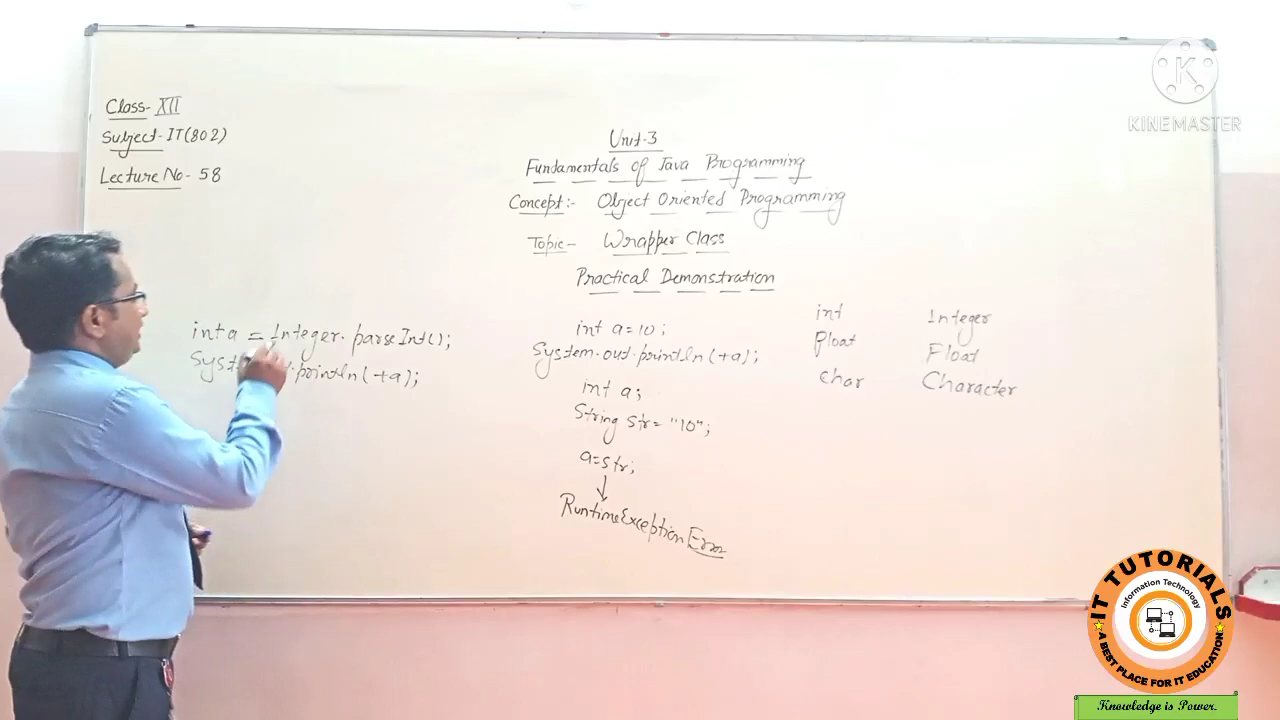 Class- XII
Subject- IT(802)
Lecture No- 58
Unit-3
Fundamentals of Java Programming
Concept:- Object Oriented Programming
Topic- Wrapper Class
Practical Demonstration
int a = Integer.parseInt();
System.out.println(+a);
int a=10;
System.out.println(+a);
int a;
String str= "10";
a=str;
↓
RuntimeException Error
int Integer
float Float
char Character
K
KINEMASTER
IT TUTORIALS
Information Technology
A BEST PLACE FOR IT EDUCATION
Knowledge is Power.